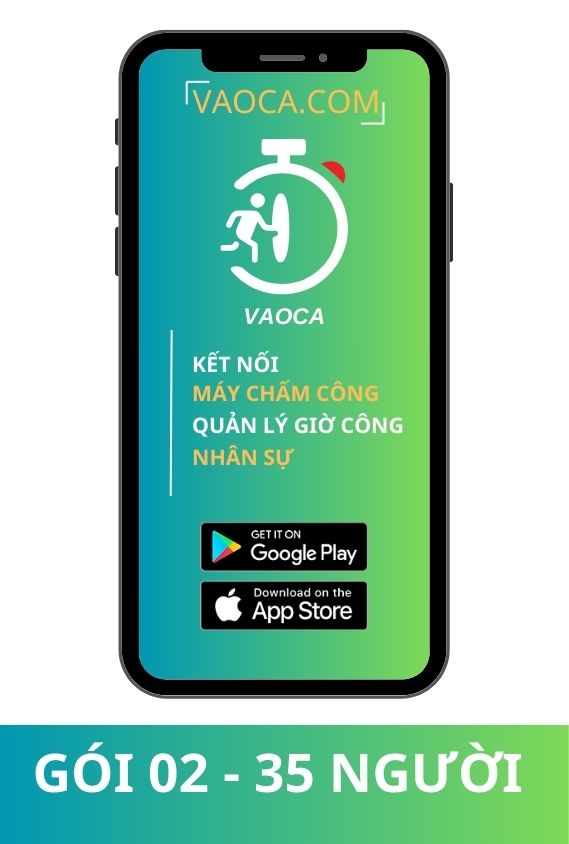 VAOCA.COM
VAOCA
KẾT NỐI
MÁY CHẤM CÔNG
QUẢN LÝ GIỜ CÔNG
NHÂN SỰ
GET IT ON
Google Play
Download on the
App Store
GÓI 02 - 35 NGƯỜI